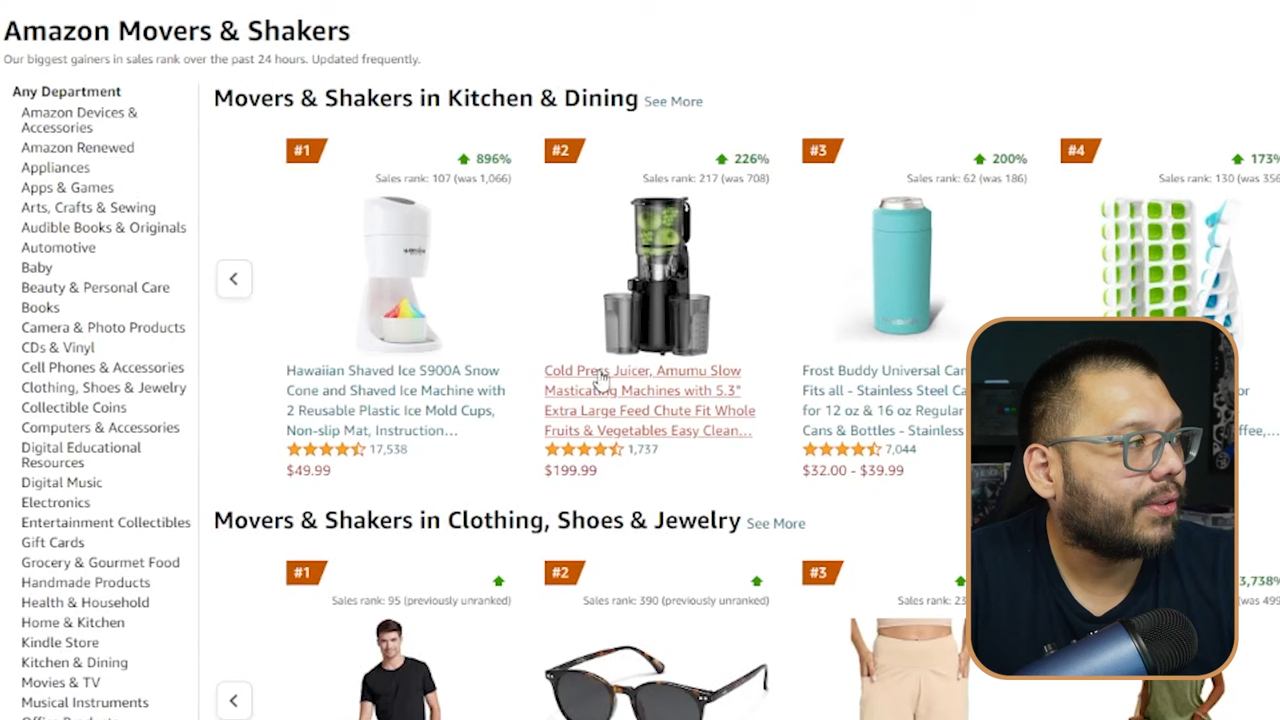 Amazon Movers & Shakers
Our biggest gainers in sales rank over the past 24 hours. Updated frequently.
Any Department
Amazon Devices &
Accessories
Amazon Renewed
Appliances
Apps & Games
Arts, Crafts & Sewing
Audible Books & Originals
Automotive
Baby
Beauty & Personal Care
Books
Camera & Photo Products
CDs & Vinyl
Cell Phones & Accessories
Clothing, Shoes & Jewelry
Collectible Coins
Computers & Accessories
Digital Educational
Resources
Digital Music
Electronics
Entertainment Collectibles
Gift Cards
Grocery & Gourmet Food
Handmade Products
Health & Household
Home & Kitchen
Kindle Store
Kitchen & Dining
Movies & TV
Musical Instruments
Movers & Shakers in Kitchen & Dining See More
#1
896%
Sales rank: 107 (was 1,066)
Hawaiian Shaved Ice S900A Snow
Cone and Shaved Ice Machine with
2 Reusable Plastic Ice Mold Cups,
Non-slip Mat, Instruction…
17,538
$49.99
#2
226%
Sales rank: 217 (was 708)
Cold Press Juicer, Amumu Slow
Masticating Machines with 5.3"
Extra Large Feed Chute Fit Whole
Fruits & Vegetables Easy Clean…
1,737
$199.99
#3
200%
Sales rank: 62 (was 186)
Frost Buddy Universal Can
Fits all - Stainless Steel Ca
for 12 oz & 16 oz Regular
Cans & Bottles - Stainless
7,044
$32.00 - $39.99
#4
173%
Sales rank: 130 (was 356
Movers & Shakers in Clothing, Shoes & Jewelry See More
#1
Sales rank: 95 (previously unranked)
#2
Sales rank: 390 (previously unranked)
#3
Sales rank: 23
3,738%
(was 499